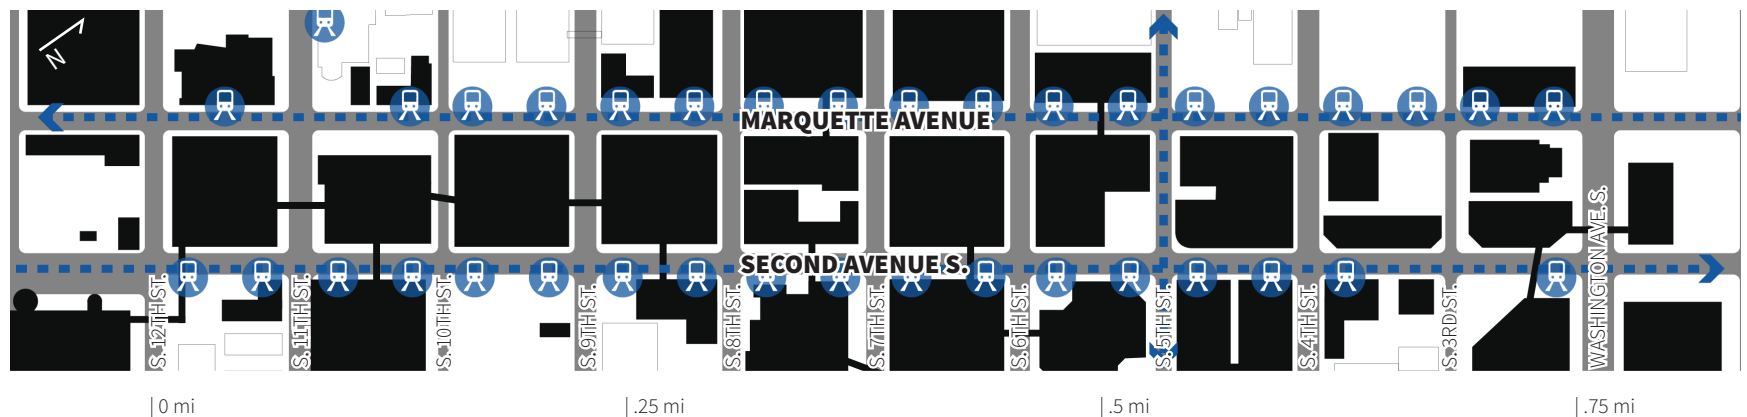 N
MARQUETTE AVENUE
SECOND AVENUE S.
S. 12TH ST.
S. 11TH ST.
S. 10TH ST.
S. 9TH ST.
S. 8TH ST.
S. 7TH ST.
S. 6TH ST.
S. 5TH ST.
S. 4TH ST.
S. 3RD ST.
WASHINGTON AVE. S.
0 mi
.25 mi
.5 mi
.75 mi